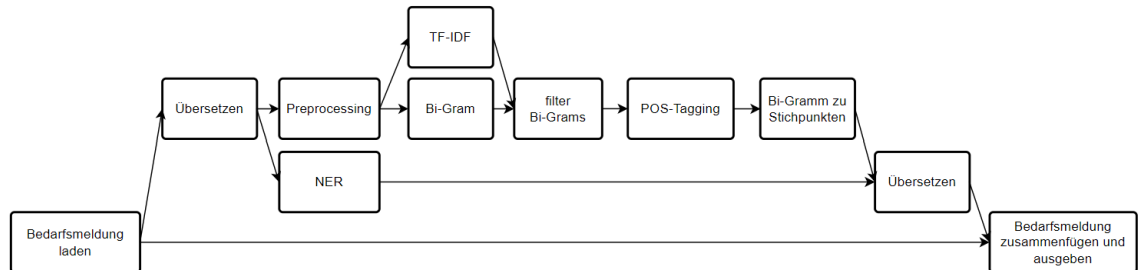 TF-IDF
Übersetzen
Preprocessing
Bi-Gram
filter
Bi-Grams
POS-Tagging
Bi-Gramm zu
Stichpunkten
NER
Übersetzen
Bedarfsmeldung
laden
Bedarfsmeldung
zusammenfügen und
ausgeben